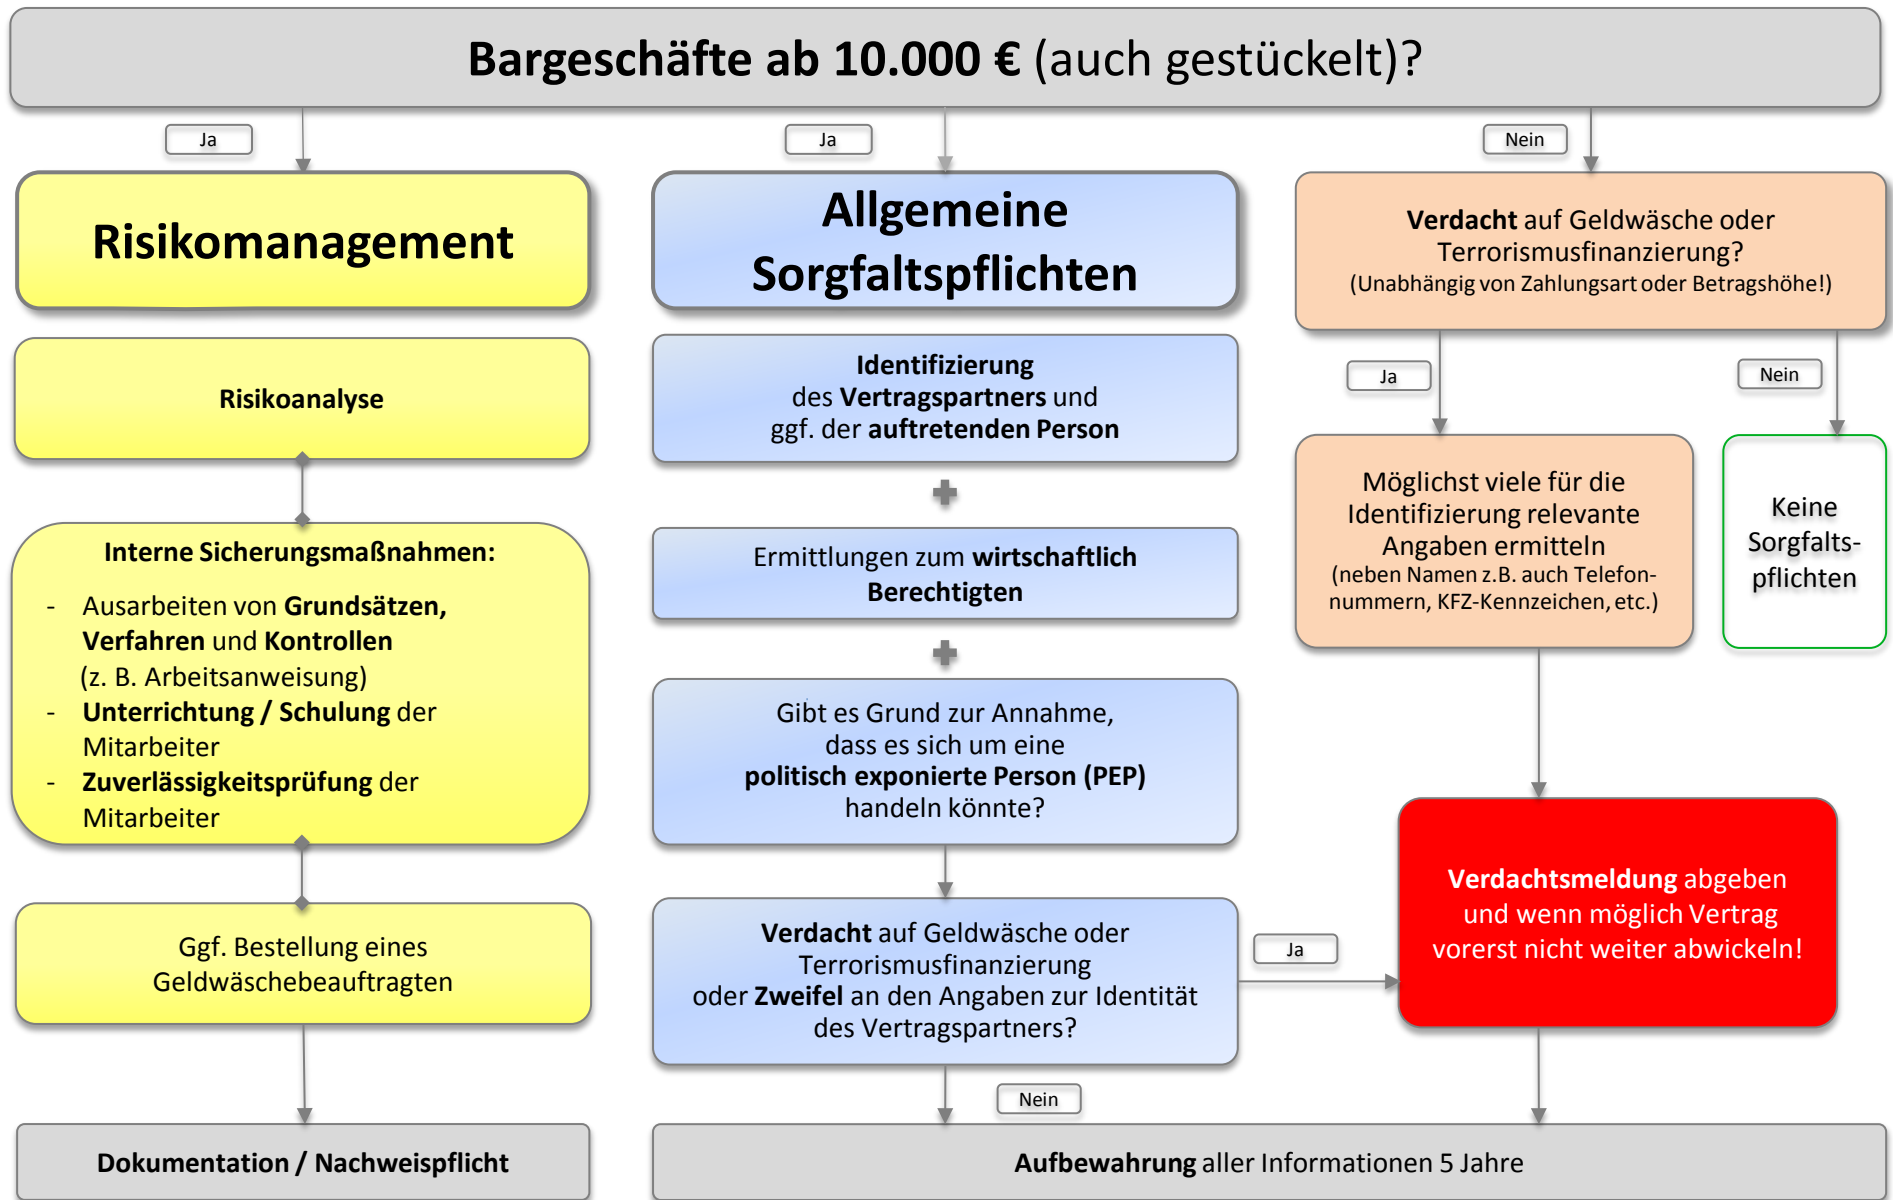 Bargeschäfte ab 10.000 € (auch gestückelt)?
Ja
Ja
Nein
Risikomanagement
Risikoanalyse
Interne Sicherungsmaßnahmen:
- Ausarbeiten von Grundsätzen,
Verfahren und Kontrollen
(z. B. Arbeitsanweisung)
- Unterrichtung / Schulung der
Mitarbeiter
- Zuverlässigkeitsprüfung der
Mitarbeiter
Ggf. Bestellung eines
Geldwäschebeauftragten
Dokumentation / Nachweispflicht
Allgemeine
Sorgfaltspflichten
Identifizierung
des Vertragspartners und
ggf. der auftretenden Person
Ermittlungen zum wirtschaftlich
Berechtigten
Gibt es Grund zur Annahme,
dass es sich um eine
politisch exponierte Person (PEP)
handeln könnte?
Verdacht auf Geldwäsche oder
Terrorismusfinanzierung
oder Zweifel an den Angaben zur Identität
des Vertragspartners?
Ja
Nein
Verdacht auf Geldwäsche oder
Terrorismusfinanzierung?
(Unabhängig von Zahlungsart oder Betragshöhe!)
Ja
Nein
Möglichst viele für die
Identifizierung relevante
Angaben ermitteln
(neben Namen z.B. auch Telefon-
nummern, KFZ-Kennzeichen, etc.)
Keine
Sorgfalts-
pflichten
Verdachtsmeldung abgeben
und wenn möglich Vertrag
vorerst nicht weiter abwickeln!
Aufbewahrung aller Informationen 5 Jahre